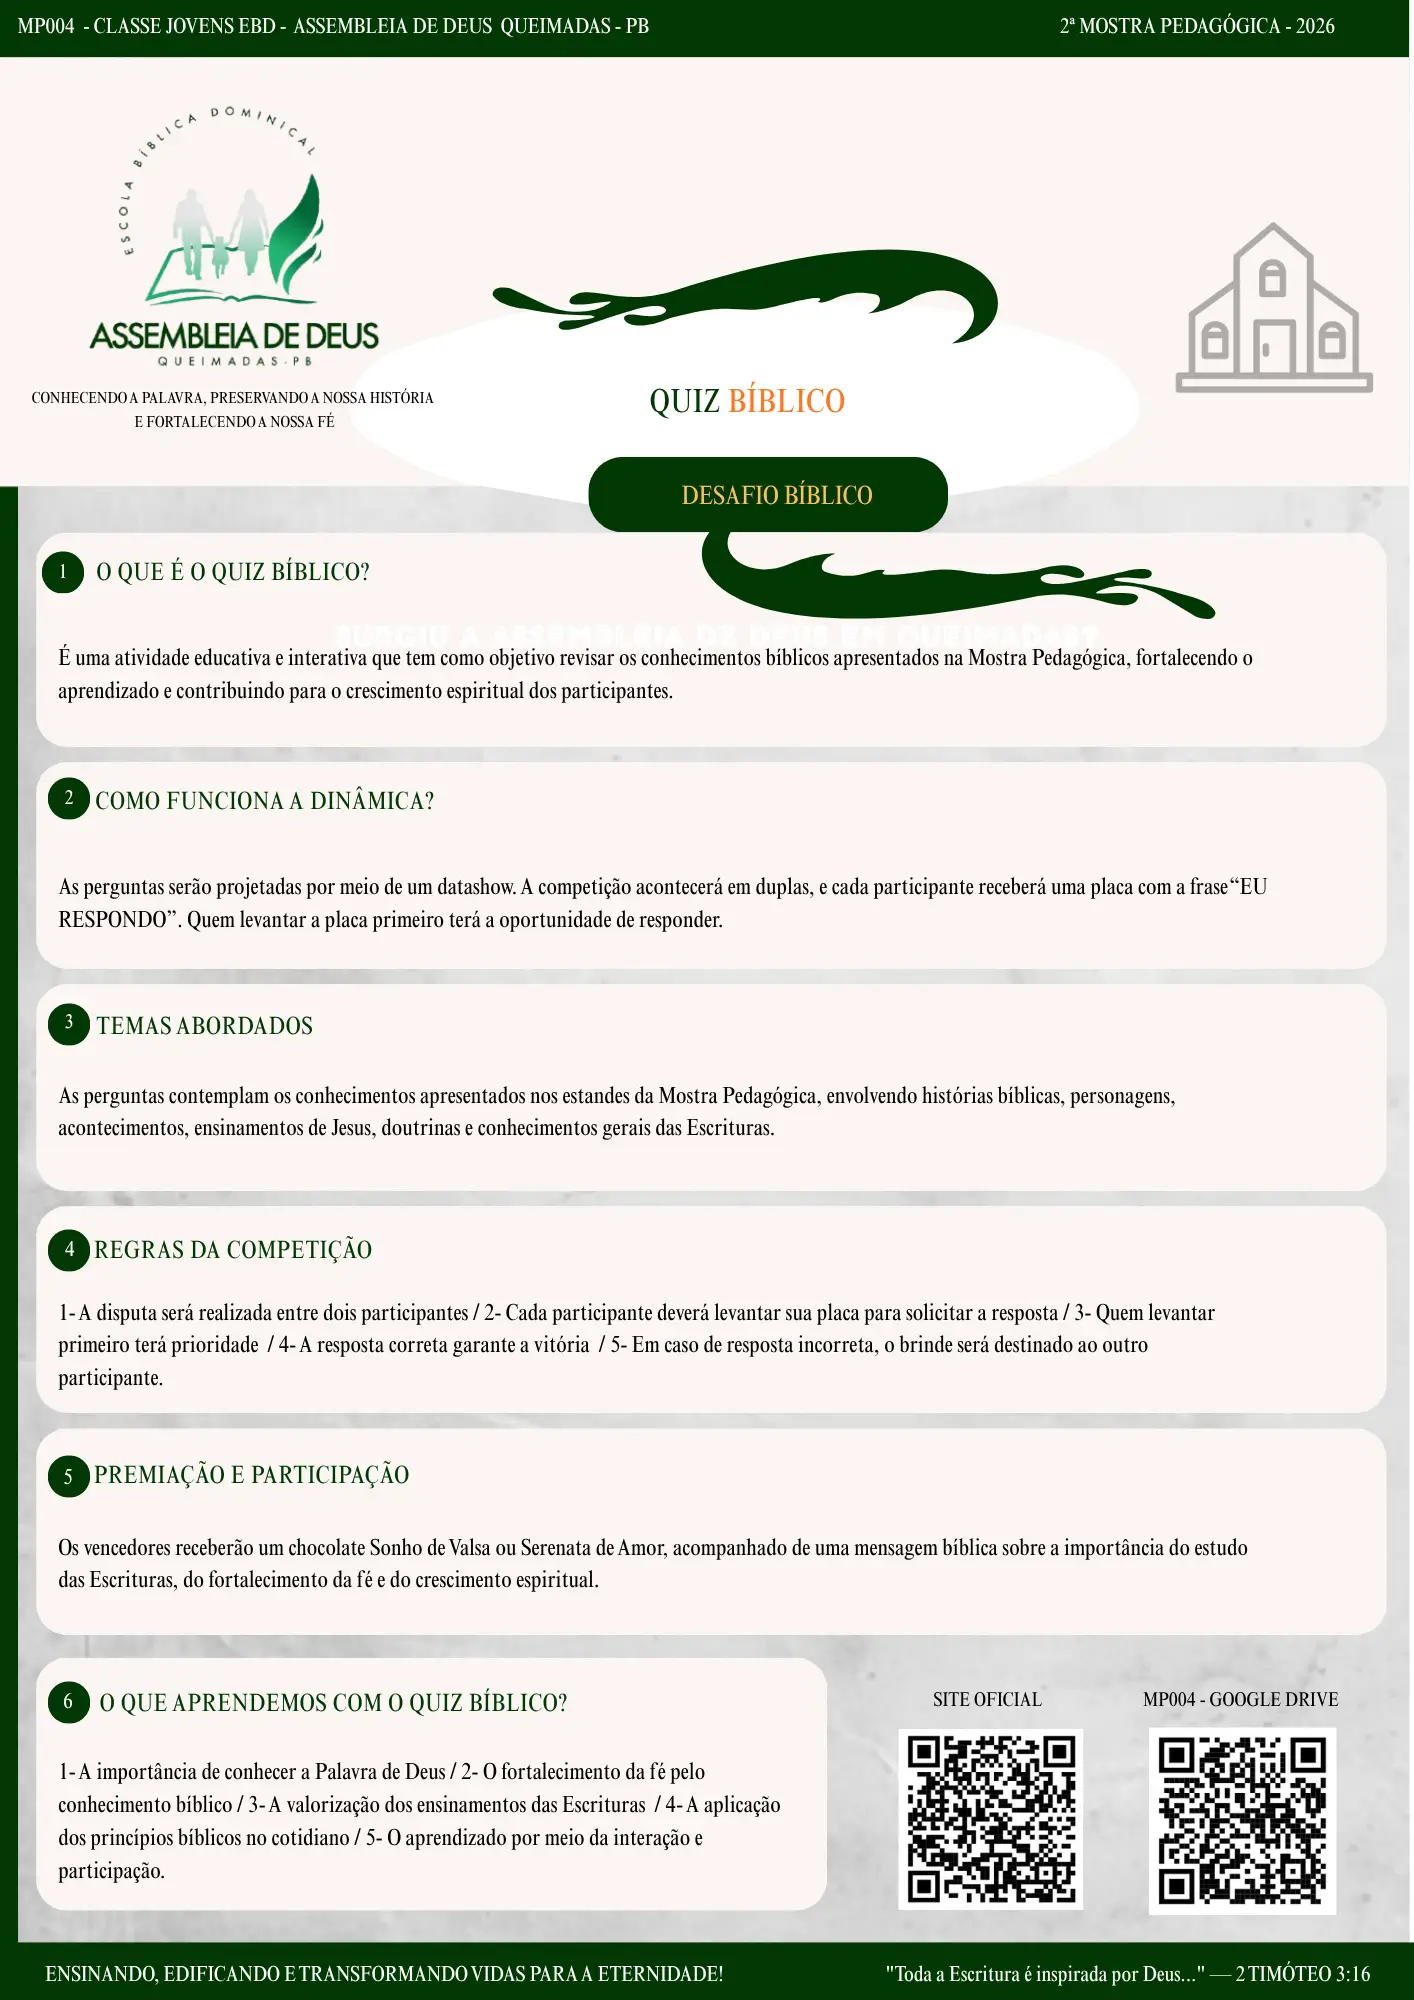 MP004 - CLASSE JOVENS EBD - ASSEMBLEIA DE DEUS QUEIMADAS - PB
2ª MOSTRA PEDAGÓGICA - 2026
ESCOLA BÍBLICA DOMINICAL
ASSEMBLEIA DE DEUS
QUEIMADAS-PB
CONHECENDO A PALAVRA, PRESERVANDO A NOSSA HISTÓRIA
E FORTALECENDO A NOSSA FÉ
QUIZ BÍBLICO
DESAFIO BÍBLICO
1 O QUE É O QUIZ BÍBLICO?
SURGIU A ASSEMBLEIA DE DEUS EM QUEIMADAS?
É uma atividade educativa e interativa que tem como objetivo revisar os conhecimentos bíblicos apresentados na Mostra Pedagógica, fortalecendo o
aprendizado e contribuindo para o crescimento espiritual dos participantes.
2 COMO FUNCIONA A DINÂMICA?
As perguntas serão projetadas por meio de um datashow. A competição acontecerá em duplas, e cada participante receberá uma placa com a frase“EU
RESPONDO”. Quem levantar a placa primeiro terá a oportunidade de responder.
3 TEMAS ABORDADOS
As perguntas contemplam os conhecimentos apresentados nos estandes da Mostra Pedagógica, envolvendo histórias bíblicas, personagens,
acontecimentos, ensinamentos de Jesus, doutrinas e conhecimentos gerais das Escrituras.
4 REGRAS DA COMPETIÇÃO
1- A disputa será realizada entre dois participantes / 2- Cada participante deverá levantar sua placa para solicitar a resposta / 3- Quem levantar
primeiro terá prioridade / 4- A resposta correta garante a vitória / 5- Em caso de resposta incorreta, o brinde será destinado ao outro
participante.
5 PREMIAÇÃO E PARTICIPAÇÃO
Os vencedores receberão um chocolate Sonho de Valsa ou Serenata de Amor, acompanhado de uma mensagem bíblica sobre a importância do estudo
das Escrituras, do fortalecimento da fé e do crescimento espiritual.
6 O QUE APRENDEMOS COM O QUIZ BÍBLICO?
1- A importância de conhecer a Palavra de Deus / 2- O fortalecimento da fé pelo
conhecimento bíblico / 3- A valorização dos ensinamentos das Escrituras / 4- A aplicação
dos princípios bíblicos no cotidiano / 5- O aprendizado por meio da interação e
participação.
SITE OFICIAL
MP004 - GOOGLE DRIVE
ENSINANDO, EDIFICANDO E TRANSFORMANDO VIDAS PARA A ETERNIDADE!
"Toda a Escritura é inspirada por Deus..." — 2 TIMÓTEO 3:16